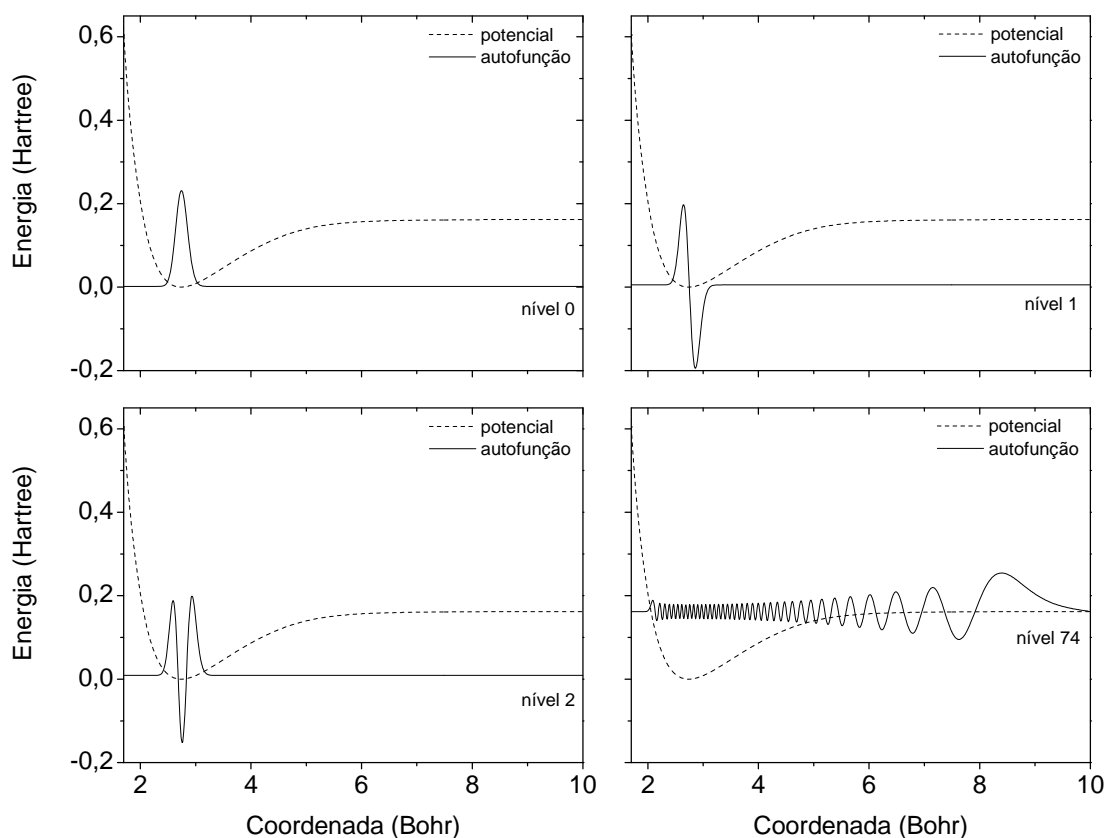 potencial
autofunção
0,6
0,4
0,2
0,0
-0,2
Energia (Hartree)
nível 0
potencial
autofunção
nível 1
potencial
autofunção
0,6
0,4
0,2
0,0
-0,2
Energia (Hartree)
nível 2
2 4 6 8 10
Coordenada (Bohr)
potencial
autofunção
nível 74
2 4 6 8 10
Coordenada (Bohr)